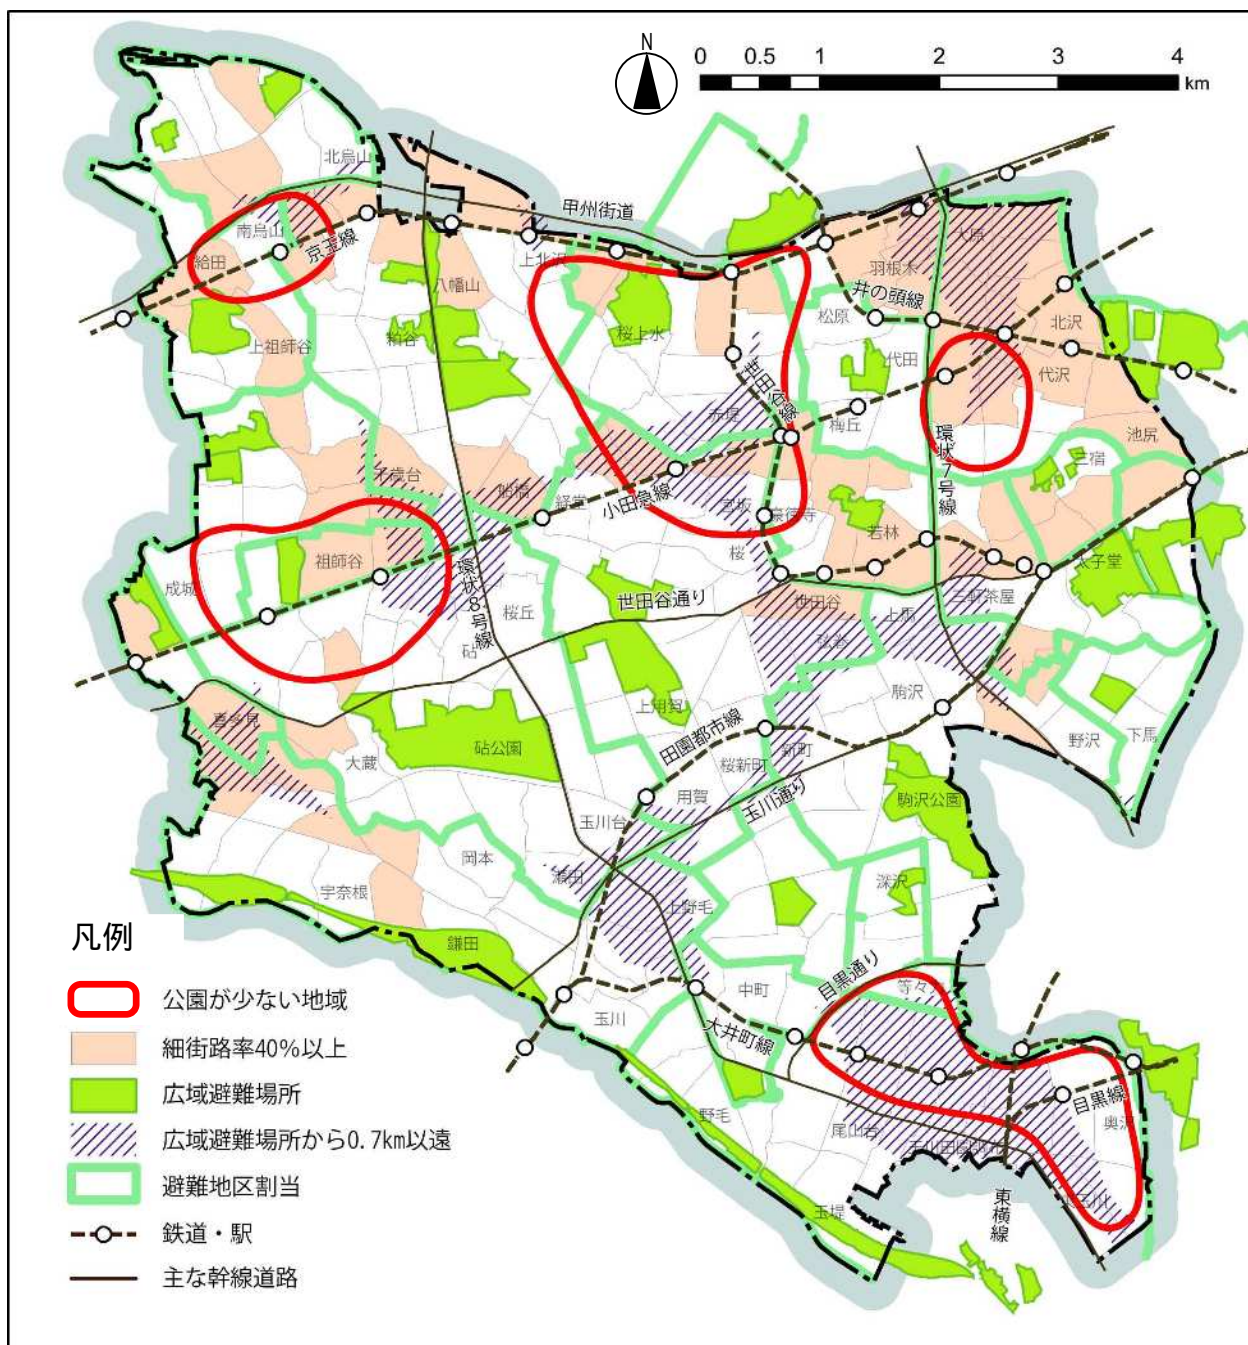 N
0 0.5 1 2 3 4
km
北烏山
甲州街道
南烏山
京王線
給田
上北沢
大原
羽根木
八幡山
井の頭線
松原
北沢
桜上水
上祖師谷
粕谷
代田
世田谷線
代沢
赤堤
梅丘
池尻
環状7号線
三宿
千歳台
船橋
経堂
小田急線
宮坂
豪徳寺
若林
桜
太子堂
祖師谷
成城
環状8号線
世田谷通り
世田谷
三軒茶屋
上馬
桜丘
弦巻
砧
駒沢
上用賀
喜多見
田園都市線
新町
野沢
下馬
砧公園
大蔵
桜新町
用賀
玉川通り
駒沢公園
玉川台
岡本
瀬田
深沢
宇奈根
上野毛
鎌田
目黒通り
中町
等々力
玉川
大井町線
目黒線
野毛
尾山台
奥沢
玉川田園調布
東横線
玉堤
凡例
公園が少ない地域
細街路率40%以上
広域避難場所
広域避難場所から0.7km以遠
避難地区割当
鉄道・駅
主な幹線道路